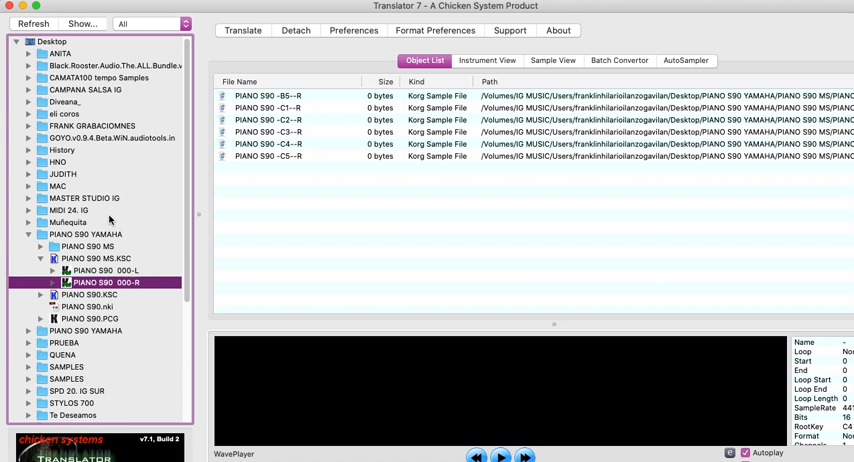 Translator 7 - A Chicken System Product
Refresh Show... All
Translate Detach Preferences Format Preferences Support About
Object List Instrument View Sample View Batch Convertor AutoSampler
Desktop
ANITA
Black.Rooster.Audio.The.ALL.Bundle.v
CAMATA100 tempo Samples
CAMPANA SALSA IG
Diveana_
eli coros
FRANK GRABACIOMNES
GOYO.v0.9.4.Beta.WiN.audiotools.in
History
HNO
JUDITH
MAC
MASTER STUDIO IG
MIDI 24. IG
Muñequita
PIANO S90 YAMAHA
PIANO S90 MS
PIANO S90 MS.KSC
PIANO S90 000-L
PIANO S90 000-R
PIANO S90.KSC
PIANO S90.nki
PIANO S90.PCG
PIANO S90 YAMAHA
PRUEBA
QUENA
SAMPLES
SAMPLES
SPD 20. IG SUR
STYLOS 700
Te Deseamos
File Name Size Kind Path
PIANO S90 -B5--R 0 bytes Korg Sample File /Volumes/IG MUSIC/Users/franklinhilarioilanzogavilan/Desktop/PIANO S90 YAMAHA/PIANO S90 MS/PIANO
PIANO S90 -C1--R 0 bytes Korg Sample File /Volumes/IG MUSIC/Users/franklinhilarioilanzogavilan/Desktop/PIANO S90 YAMAHA/PIANO S90 MS/PIANO
PIANO S90 -C2--R 0 bytes Korg Sample File /Volumes/IG MUSIC/Users/franklinhilarioilanzogavilan/Desktop/PIANO S90 YAMAHA/PIANO S90 MS/PIANO
PIANO S90 -C3--R 0 bytes Korg Sample File /Volumes/IG MUSIC/Users/franklinhilarioilanzogavilan/Desktop/PIANO S90 YAMAHA/PIANO S90 MS/PIANO
PIANO S90 -C4--R 0 bytes Korg Sample File /Volumes/IG MUSIC/Users/franklinhilarioilanzogavilan/Desktop/PIANO S90 YAMAHA/PIANO S90 MS/PIANO
PIANO S90 -C5--R 0 bytes Korg Sample File /Volumes/IG MUSIC/Users/franklinhilarioilanzogavilan/Desktop/PIANO S90 YAMAHA/PIANO S90 MS/PIANO
Name -
Loop Nor
Start 0
End 0
Loop Start 0
Loop End 0
Loop Length 0
SampleRate 441
Bits 16
RootKey C4
Format Nor
chicken systems v7.1, Build 2
TRANSLATOR
WavePlayer
e Autoplay